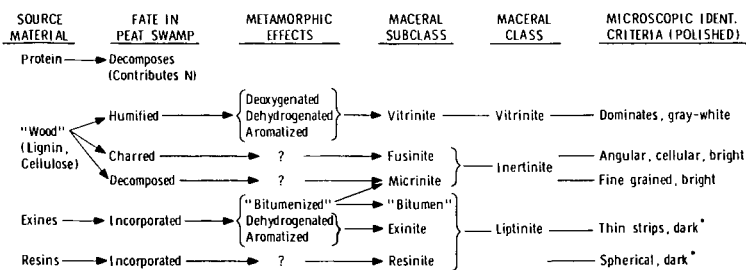 SOURCE MATERIAL FATE IN PEAT SWAMP METAMORPHIC EFFECTS MACERAL SUBCLASS MACERAL CLASS MICROSCOPIC IDENT. CRITERIA (POLISHED)
Protein Decomposes
(Contributes N)
Deoxygenated
Humified Dehydrogenated Vitrinite Vitrinite Dominates, gray-white
Aromatized
"Wood"
(Lignin,
Cellulose)
Charred ? Fusinite Angular, cellular, bright
Inertinite
Decomposed ? Micrinite Fine grained, bright
"Bitumenized" "Bitumen"
Exines Incorporated Dehydrogenated Exinite Liptinite Thin strips, dark*
Aromatized
Resins Incorporated ? Resinite Spherical, dark*